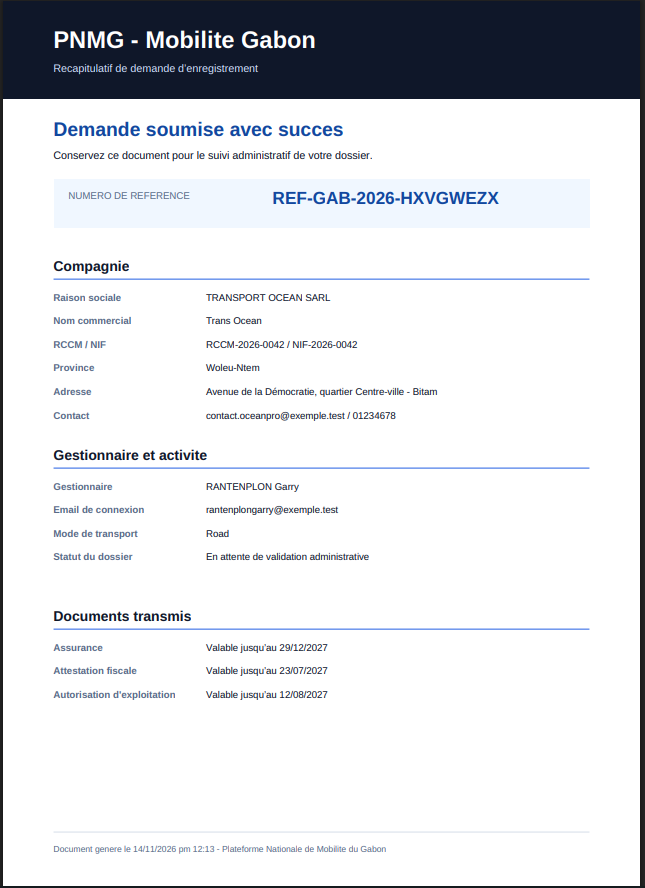 PNMG - Mobilite Gabon
Recapitulatif de demande d'enregistrement
Demande soumise avec succes
Conservez ce document pour le suivi administratif de votre dossier.
NUMERO DE REFERENCE REF-GAB-2026-HXVGWEZX
Compagnie
Raison sociale TRANSPORT OCEAN SARL
Nom commercial Trans Ocean
RCCM / NIF RCCM-2026-0042 / NIF-2026-0042
Province Woleu-Ntem
Adresse Avenue de la Démocratie, quartier Centre-ville - Bitam
Contact contact.oceanpro@exemple.test / 01234678
Gestionnaire et activite
Gestionnaire RANTENPLON Garry
Email de connexion rantenplongarry@exemple.test
Mode de transport Road
Statut du dossier En attente de validation administrative
Documents transmis
Assurance Valable jusqu'au 29/12/2027
Attestation fiscale Valable jusqu'au 23/07/2027
Autorisation d'exploitation Valable jusqu'au 12/08/2027
Document genere le 14/11/2026 pm 12:13 - Plateforme Nationale de Mobilite du Gabon